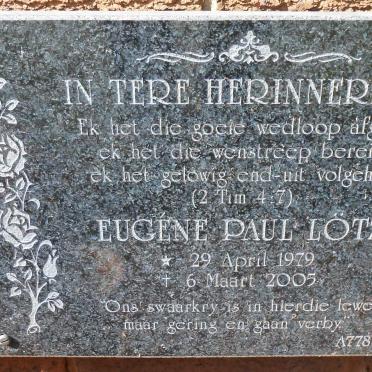 IN TERE HERINNER
Ek het die goeie wedloop afg
ek het die wenstreep berei
ek het gelowig end-uit volgeh
(2 Tim 4:7)
EUGÉNE PAUL LÖT
* 29 April 1979
† 6 Maart 2005
"Ons swaarkry is in hierdie lewe
maar gering en gaan verby."
A778